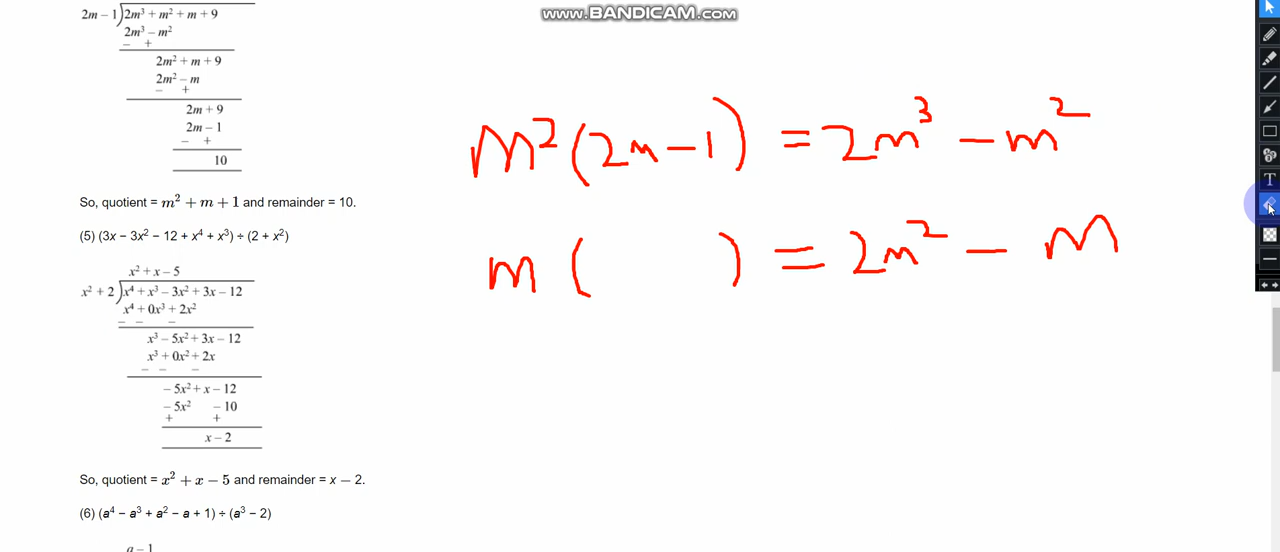 www.BANDICAM.com
2m – 1)2m³ + m² + m + 9
2m³ – m²
– +
2m² + m + 9
2m² – m
– +
2m + 9
2m – 1
– +
10
So, quotient = m² + m + 1 and remainder = 10.
(5) (3x – 3x² – 12 + x⁴ + x³) ÷ (2 + x²)
x² + x – 5
x² + 2)x⁴ + x³ – 3x² + 3x – 12
x⁴ + 0x³ + 2x²
– – –
x³ – 5x² + 3x – 12
x³ + 0x² + 2x
– – –
– 5x² + x – 12
– 5x² – 10
+ +
x – 2
So, quotient = x² + x – 5 and remainder = x – 2.
(6) (a⁴ – a³ + a² – a + 1) ÷ (a³ – 2)
a – 1
m²(2m – 1) = 2m³ – m²
m( ) = 2m² – m
T